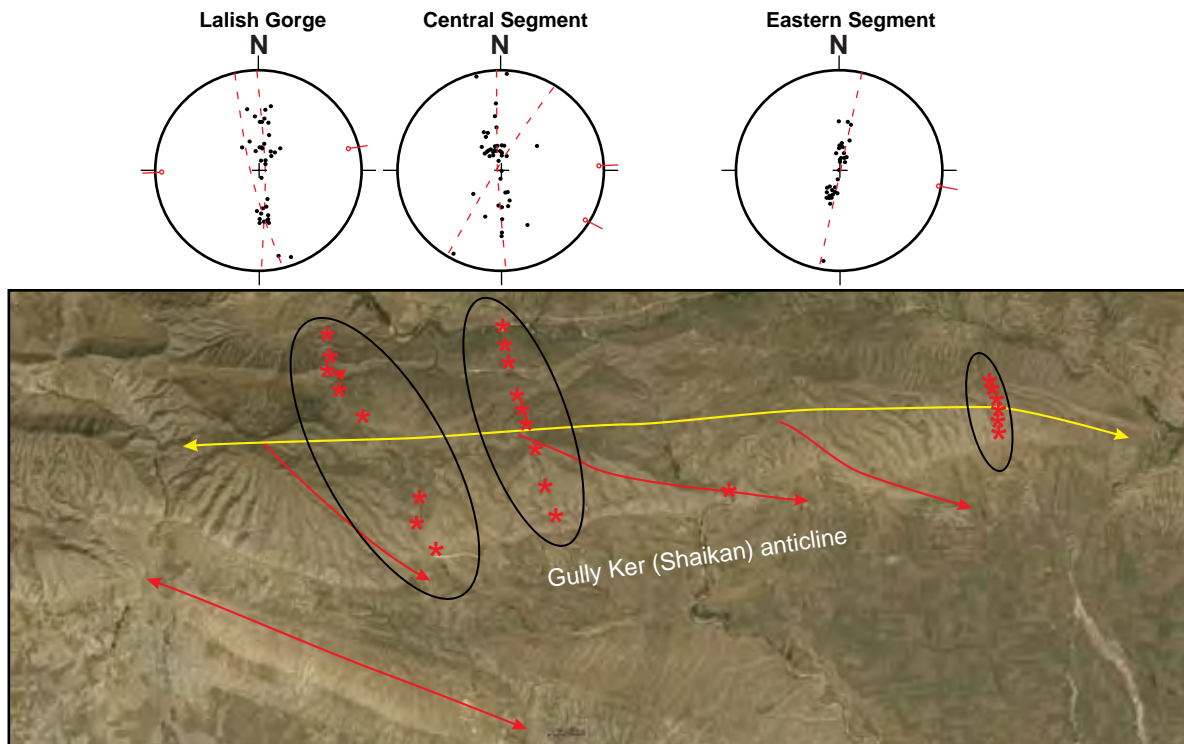 Lalish Gorge
N
Central Segment
N
Eastern Segment
N
Gully Ker (Shaikan) anticline